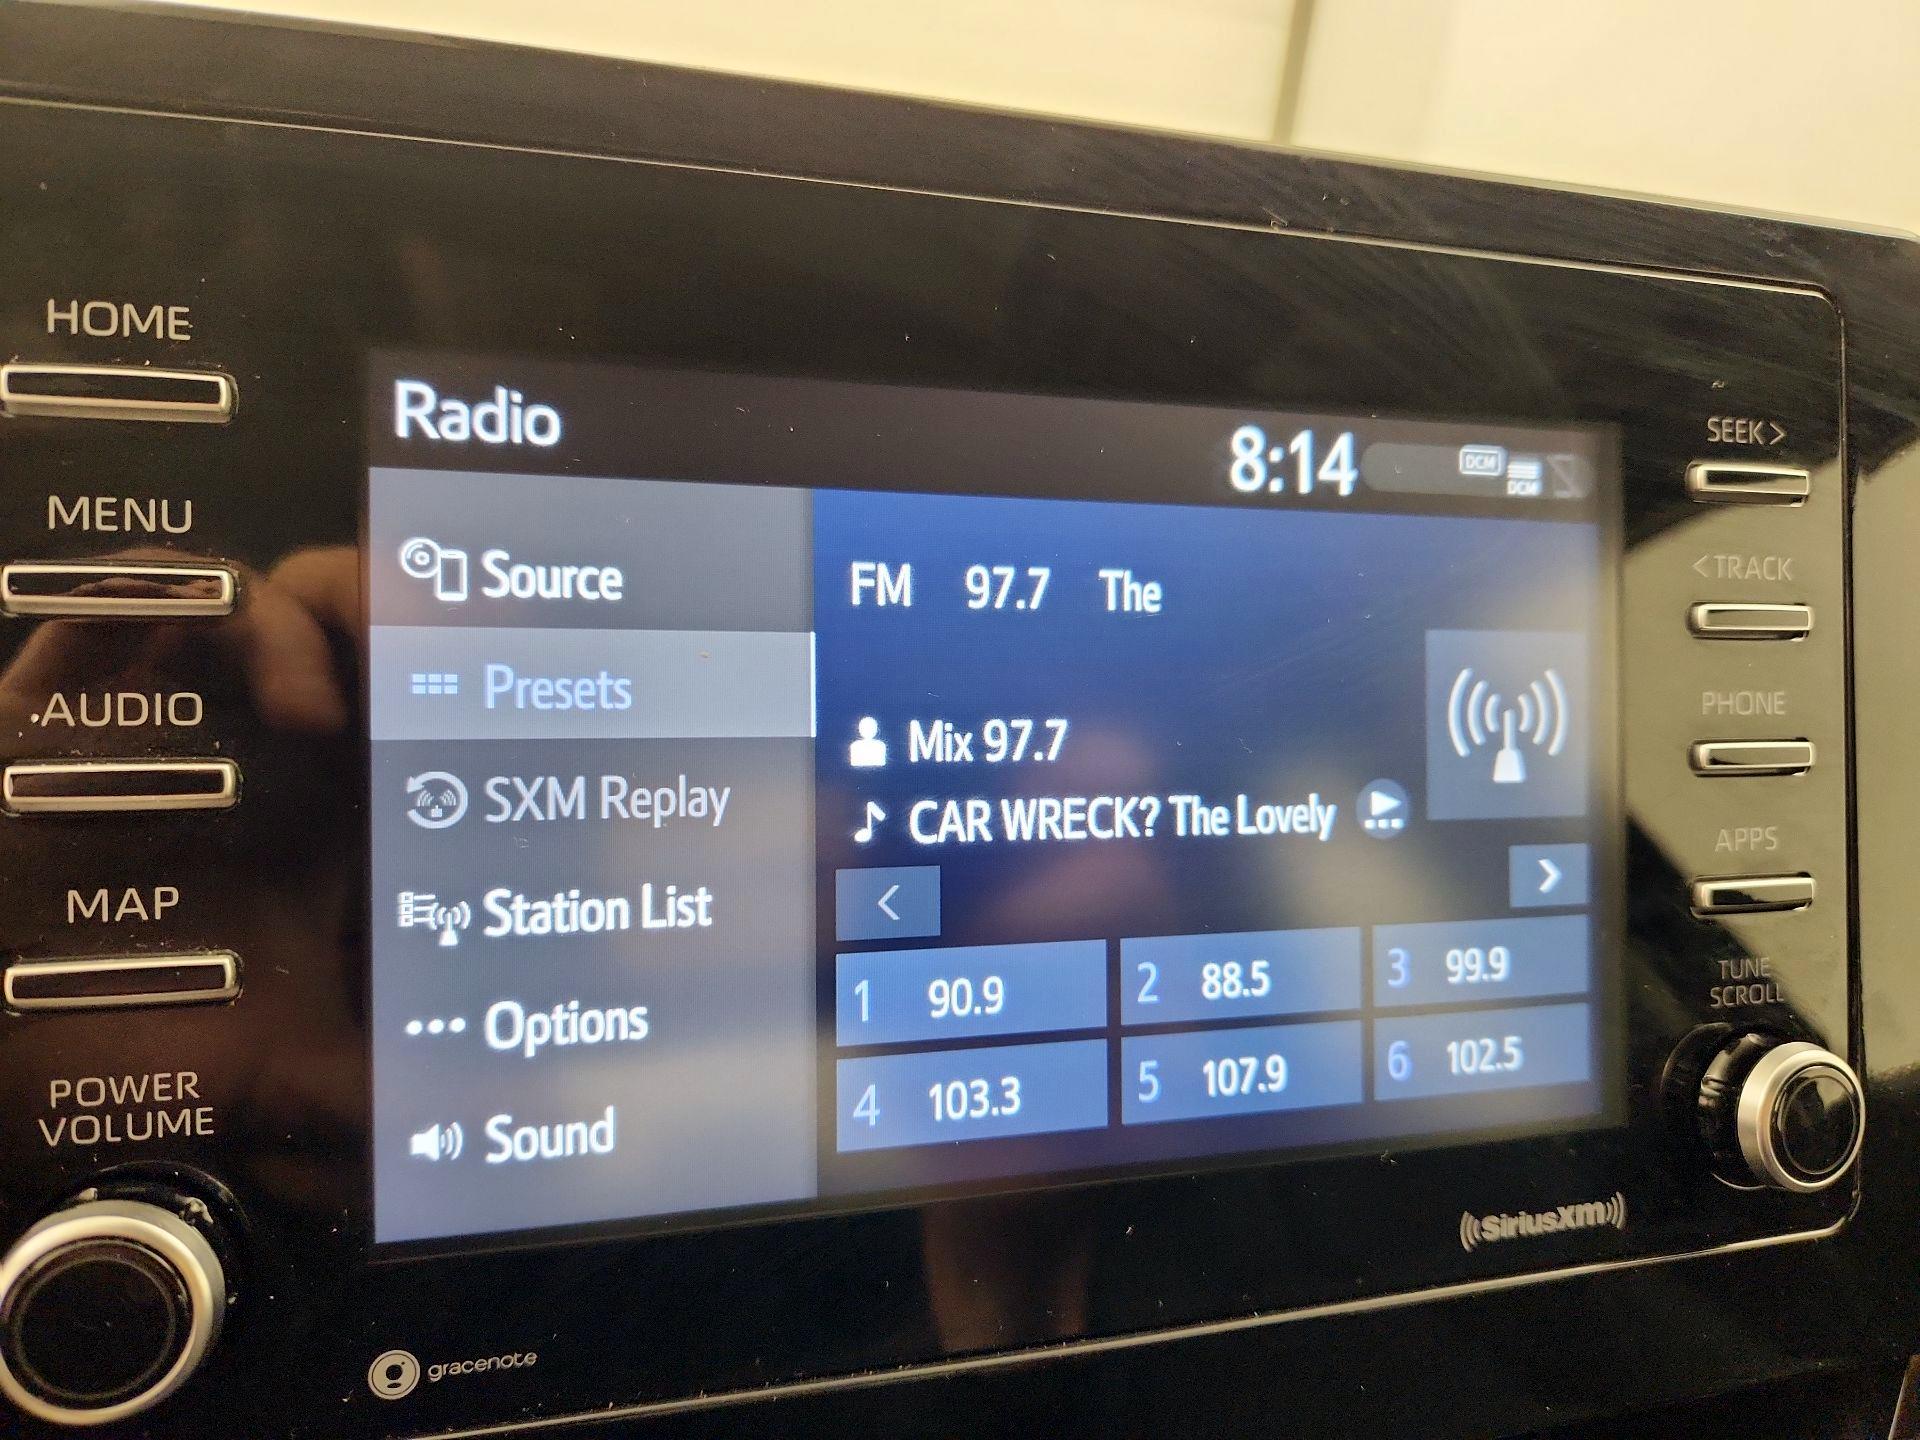 HOME
MENU
AUDIO
MAP
POWER
VOLUME
Radio
8:14
DCM
DCM
Source
Presets
SXM Replay
Station List
Options
Sound
FM 97.7 The
Mix 97.7
CAR WRECK? The Lovely
<
>
1 90.9
2 88.5
3 99.9
4 103.3
5 107.9
6 102.5
SEEK >
< TRACK
PHONE
APPS
TUNE
SCROLL
((SiriusXM))
gracenote